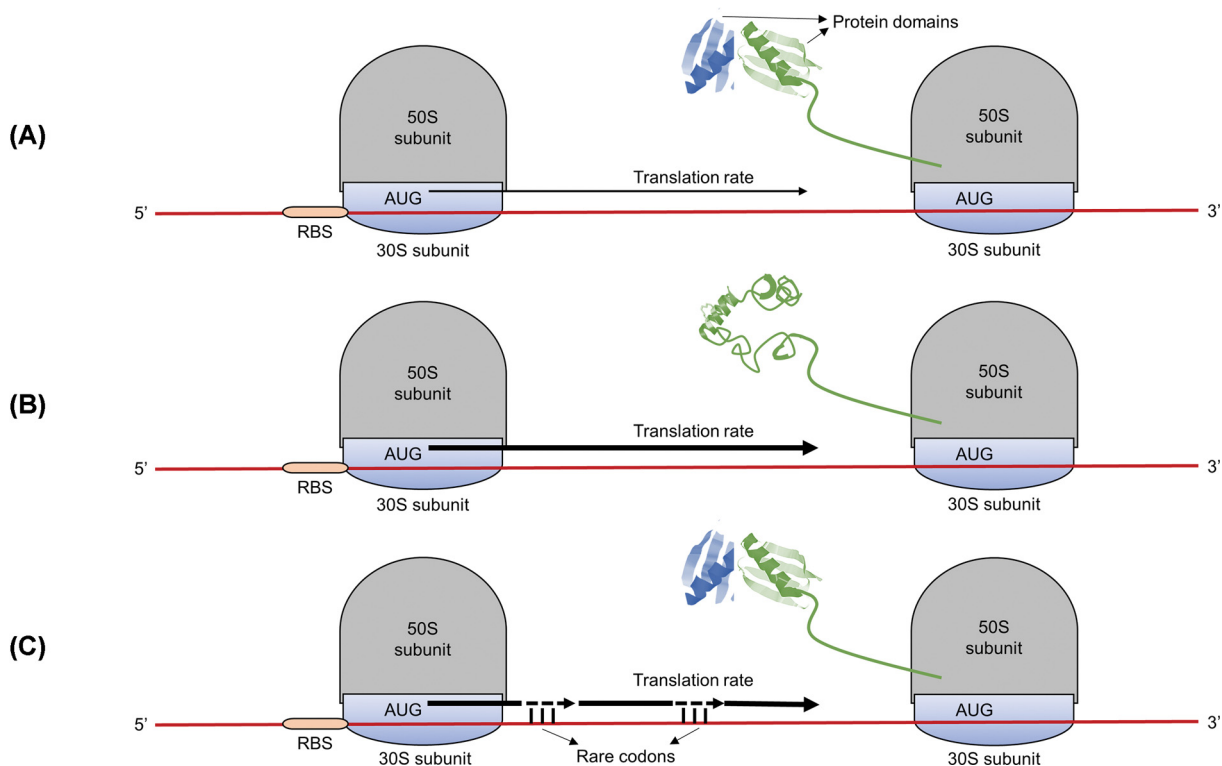 Protein domains
(A)
50S
subunit
50S
subunit
Translation rate
AUG
AUG
5’
3’
RBS
30S subunit
30S subunit
(B)
50S
subunit
50S
subunit
Translation rate
AUG
AUG
5’
3’
RBS
30S subunit
30S subunit
(C)
50S
subunit
50S
subunit
Translation rate
AUG
AUG
5’
3’
RBS
30S subunit
Rare codons
30S subunit